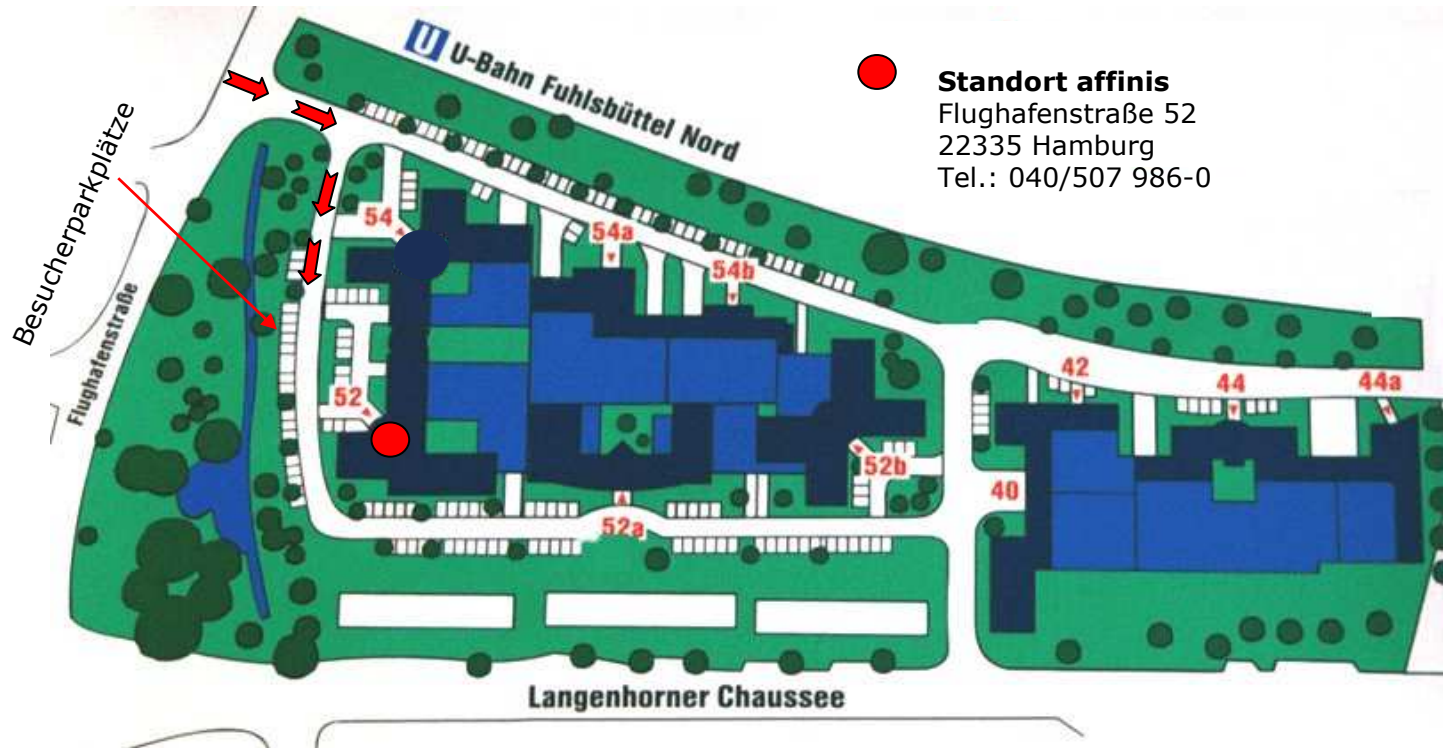 U U-Bahn Fuhlsbüttel Nord
Standort affinis
Flughafenstraße 52
22335 Hamburg
Tel.: 040/507 986-0
Besucherparkplätze
Flughafenstraße
54
54a
54b
52
42
44
44a
52b
40
52a
Langenhorner Chaussee